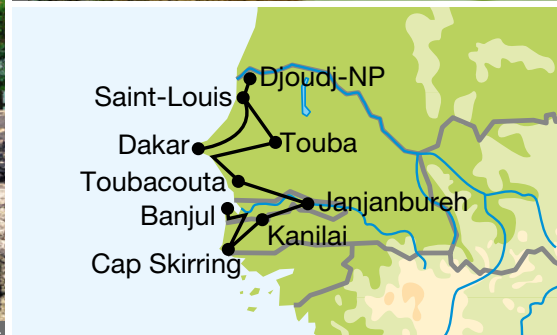 Djoudj-NP
Saint-Louis
Dakar
Touba
Toubacouta
Janjanbureh
Banjul
Kanilai
Cap Skirring